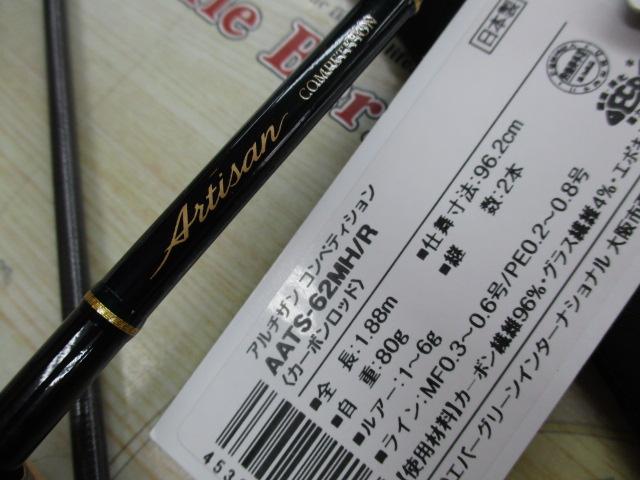 Artisan COMPETITION
日本製
アルチザン コンペティション
AATS-62MH/R
〈カーボンロッド〉
■全 長:1.88m ■仕舞寸法:96.2cm
■自 重:80g ■継 数:2本
■ルアー:1~6g
■ライン:MF0.3~0.6号/PE0.2~0.8号
【使用材料】カーボン繊維96%・グラス繊維4%・エポキ
エバーグリーンインターナショナル 大阪市